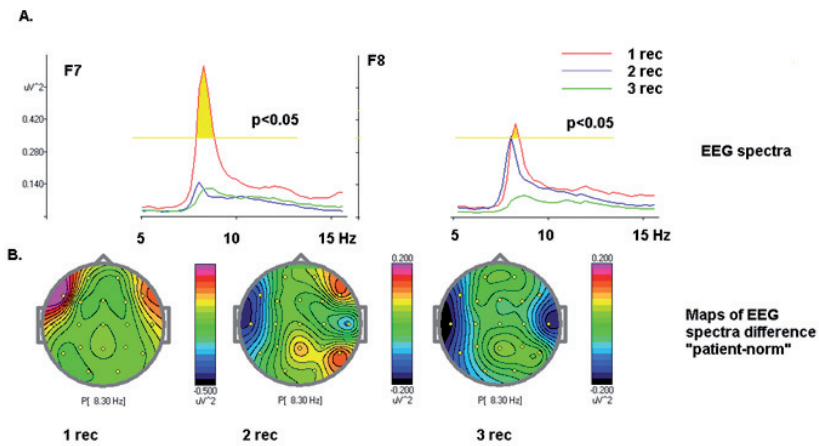 A.
F7
F8
1 rec
2 rec
3 rec
uV^2
0.420
0.280
0.140
p<0.05
p<0.05
EEG spectra
5 10 15 Hz
5 10 15 Hz
B.
0.200
0.200
Maps of EEG
spectra difference
"patient-norm"
-0.500
uV^2
-0.200
uV^2
-0.200
uV^2
P[ 8.30 Hz]
P[ 8.30 Hz]
P[ 8.30 Hz]
1 rec
2 rec
3 rec